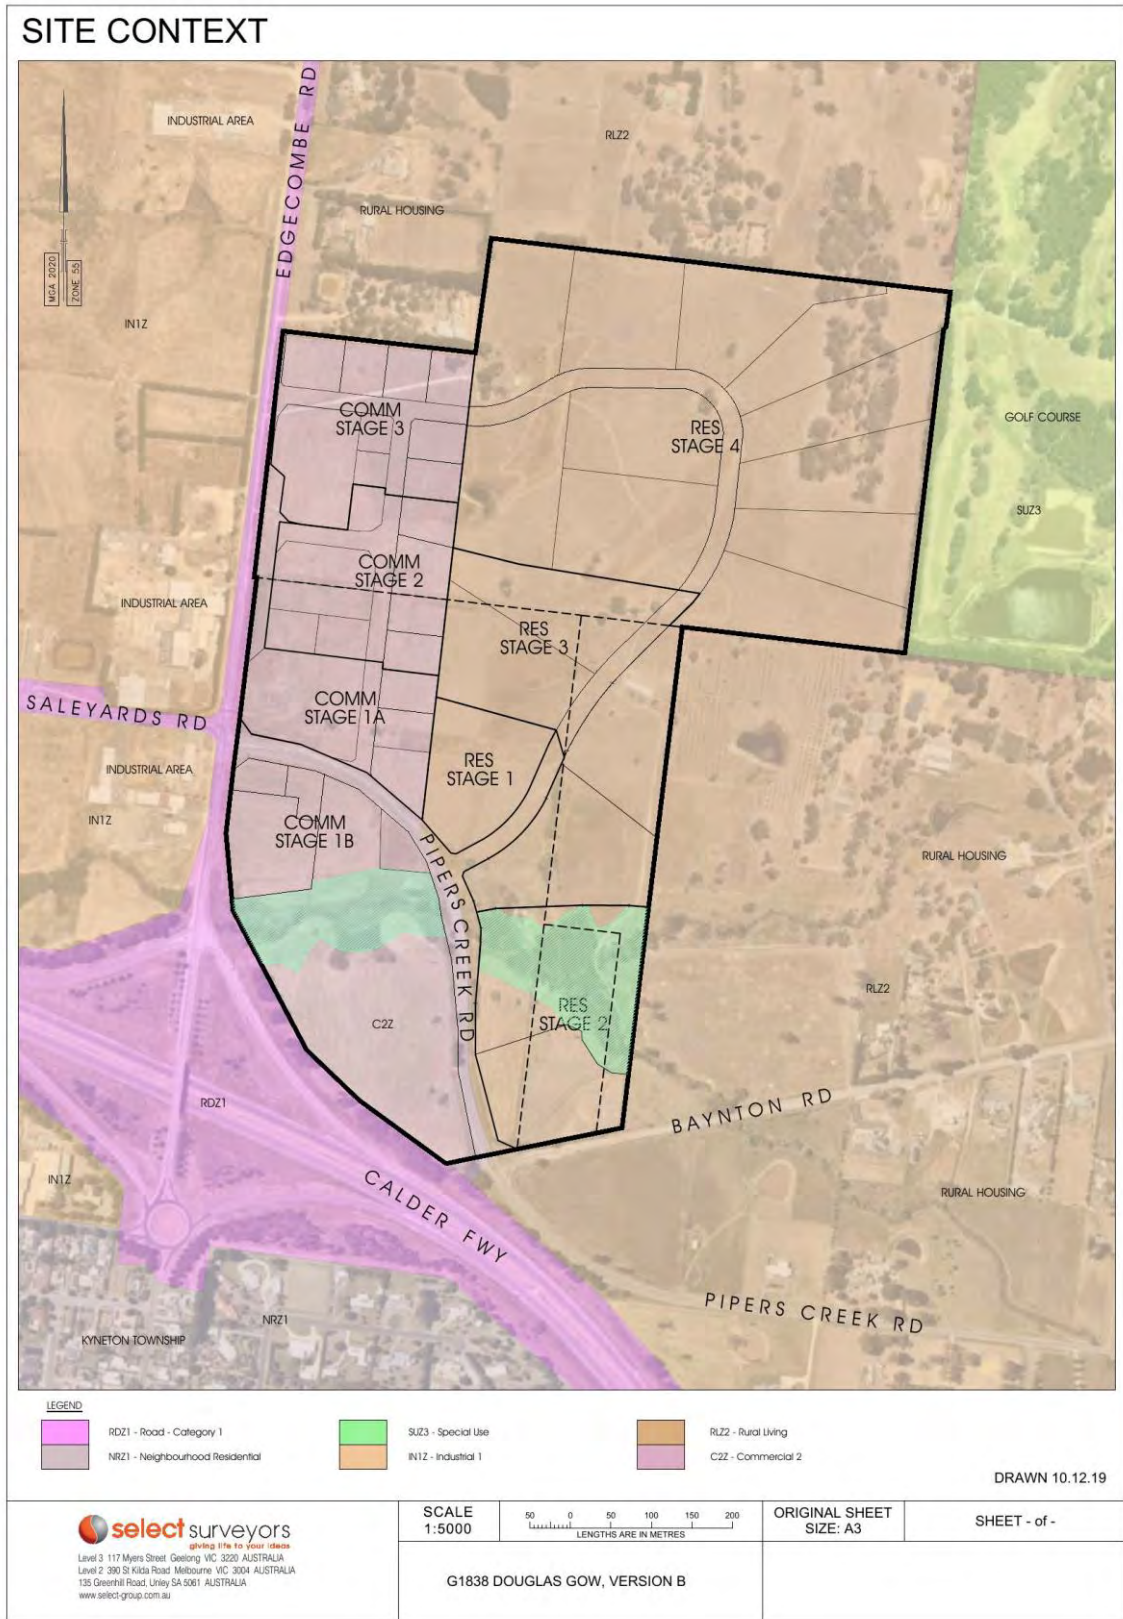 SITE CONTEXT
EDGECOMBE RD
INDUSTRIAL AREA
RLZ2
RURAL HOUSING
MGA 2020
ZONE 55
IN1Z
COMM
STAGE 3
RES
STAGE 4
GOLF COURSE
SUZ3
COMM
STAGE 2
INDUSTRIAL AREA
RES
STAGE 3
SALEYARDS RD
COMM
STAGE 1A
INDUSTRIAL AREA
RES
STAGE 1
IN1Z
COMM
STAGE 1B
PIPERS CREEK RD
RURAL HOUSING
RLZ2
RES
STAGE 2
C2Z
RDZ1
BAYNTON RD
IN1Z
CALDER FWY
RURAL HOUSING
PIPERS CREEK RD
NRZ1
KYNETON TOWNSHIP
LEGEND
RDZ1 - Road - Category 1
SUZ3 - Special Use
RLZ2 - Rural Living
NRZ1 - Neighbourhood Residential
IN1Z - Industrial 1
C2Z - Commercial 2
DRAWN 10.12.19
select surveyors
giving life to your ideas
Level 3 117 Myers Street Geelong VIC 3220 AUSTRALIA
Level 2 390 St Kilda Road Melbourne VIC 3004 AUSTRALIA
135 Greenhill Road, Unley SA 5061 AUSTRALIA
www.select-group.com.au
SCALE
1:5000
50 0 50 100 150 200
LENGTHS ARE IN METRES
ORIGINAL SHEET
SIZE: A3
SHEET - of -
G1838 DOUGLAS GOW, VERSION B